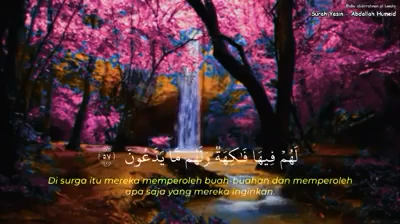 Surah Yasin - Abdallah Humeid
لَهُمْ فِيهَا فَـٰكِهَةٌ وَلَهُم مَّا يَدَّعُونَ ﴿٥٧﴾
Di surga itu mereka memperoleh buah-buahan dan memperoleh
apa saja yang mereka inginkan